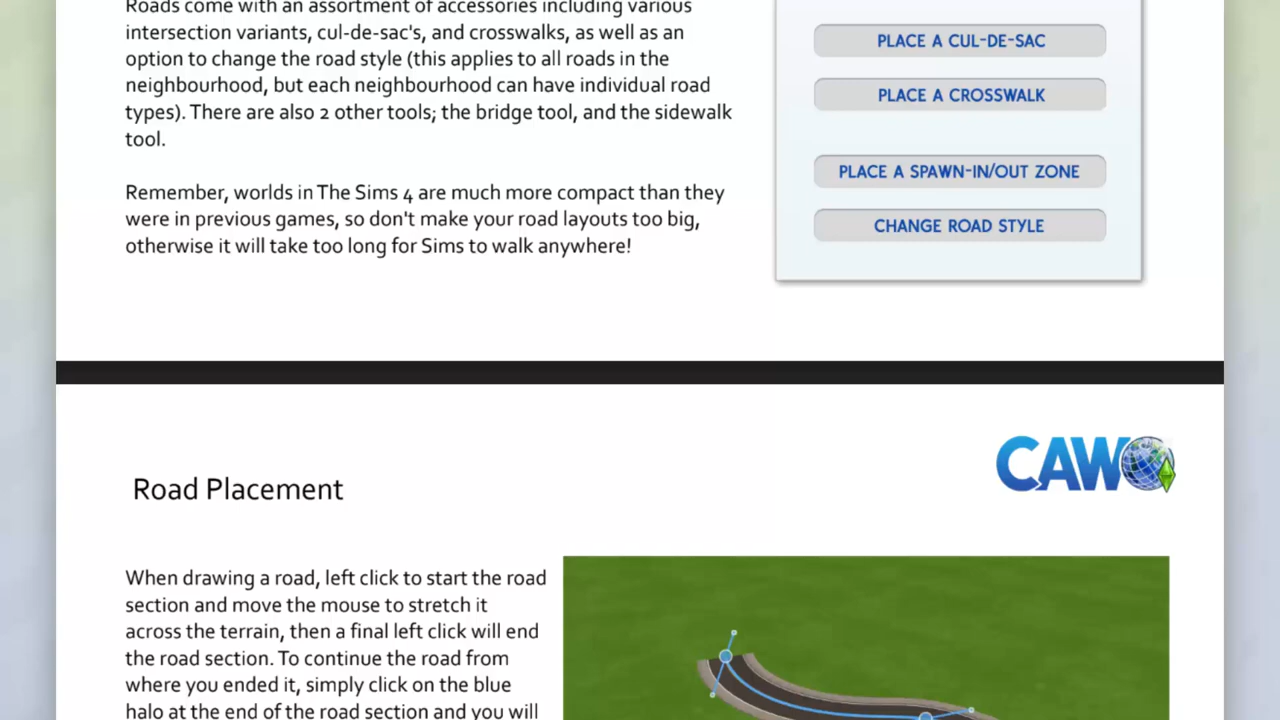 Roads come with an assortment of accessories including various
intersection variants, cul-de-sac's, and crosswalks, as well as an
option to change the road style (this applies to all roads in the
neighbourhood, but each neighbourhood can have individual road
types). There are also 2 other tools; the bridge tool, and the sidewalk
tool.
Remember, worlds in The Sims 4 are much more compact than they
were in previous games, so don't make your road layouts too big,
otherwise it will take too long for Sims to walk anywhere!
PLACE A CUL-DE-SAC
PLACE A CROSSWALK
PLACE A SPAWN-IN/OUT ZONE
CHANGE ROAD STYLE
CAW
Road Placement
When drawing a road, left click to start the road
section and move the mouse to stretch it
across the terrain, then a final left click will end
the road section. To continue the road from
where you ended it, simply click on the blue
halo at the end of the road section and you will